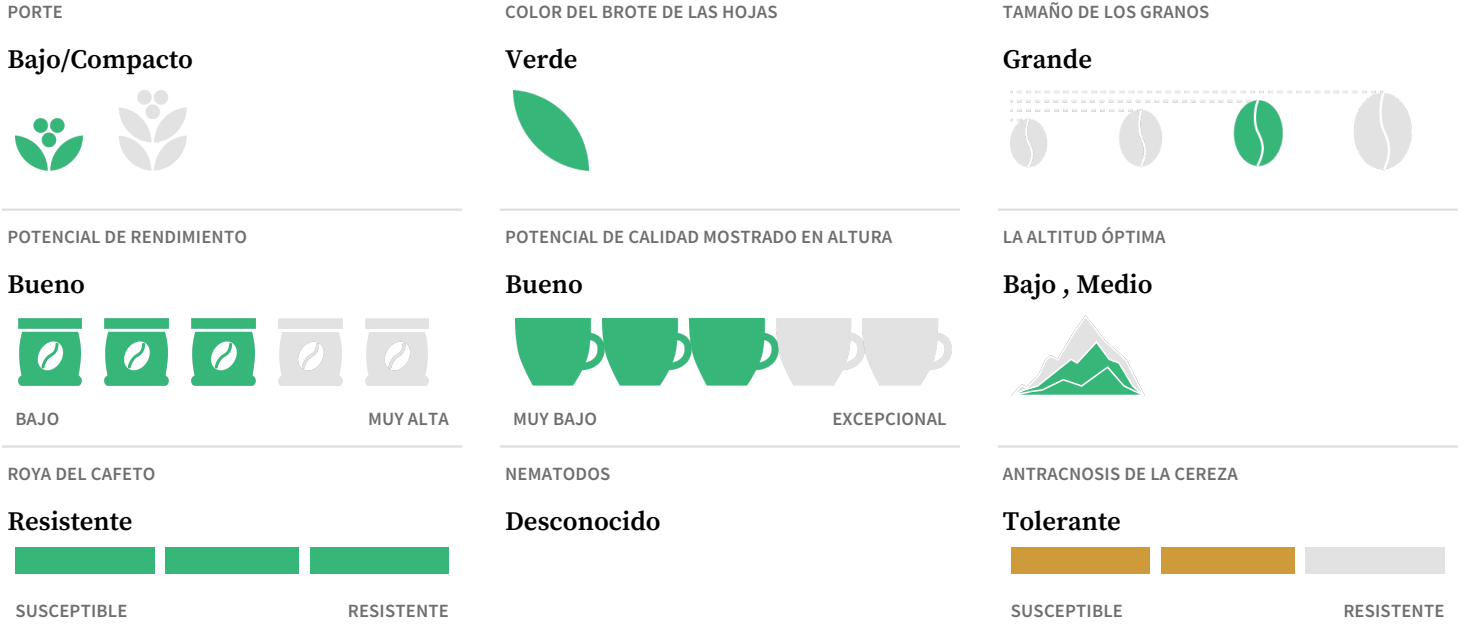 PORTE
Bajo/Compacto
COLOR DEL BROTE DE LAS HOJAS
Verde
TAMAÑO DE LOS GRANOS
Grande
POTENCIAL DE RENDIMIENTO
Bueno
BAJO
MUY ALTA
POTENCIAL DE CALIDAD MOSTRADO EN ALTURA
Bueno
MUY BAJO
EXCEPCIONAL
LA ALTITUD ÓPTIMA
Bajo , Medio
ROYA DEL CAFETO
Resistente
SUSCEPTIBLE
RESISTENTE
NEMATODOS
Desconocido
ANTRACNOSIS DE LA CEREZA
Tolerante
SUSCEPTIBLE
RESISTENTE